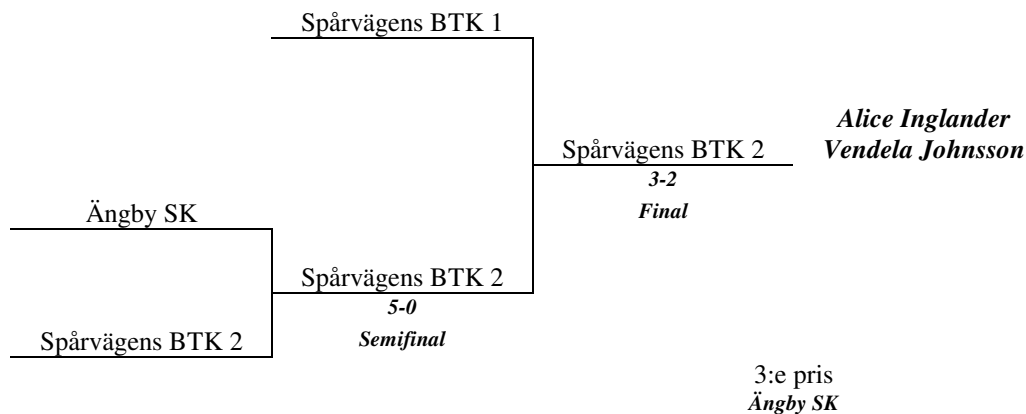 Spårvägens BTK 1
Alice Inglander
Vendela Johnsson
Spårvägens BTK 2
3-2
Final
Ängby SK
Spårvägens BTK 2
5-0
Semifinal
Spårvägens BTK 2
3:e pris
Ängby SK